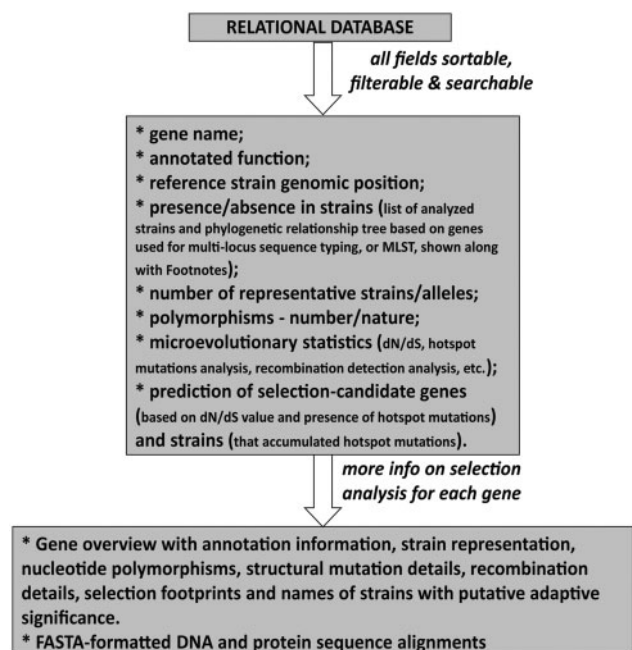 RELATIONAL DATABASE
all fields sortable,
filterable & searchable
* gene name;
* annotated function;
* reference strain genomic position;
* presence/absence in strains (list of analyzed
strains and phylogenetic relationship tree based on genes
used for multi-locus sequence typing, or MLST, shown along
with Footnotes);
* number of representative strains/alleles;
* polymorphisms - number/nature;
* microevolutionary statistics (dN/dS, hotspot
mutations analysis, recombination detection analysis, etc.);
* prediction of selection-candidate genes
(based on dN/dS value and presence of hotspot mutations)
and strains (that accumulated hotspot mutations).
more info on selection
analysis for each gene
* Gene overview with annotation information, strain representation,
nucleotide polymorphisms, structural mutation details, recombination
details, selection footprints and names of strains with putative adaptive
significance.
* FASTA-formatted DNA and protein sequence alignments